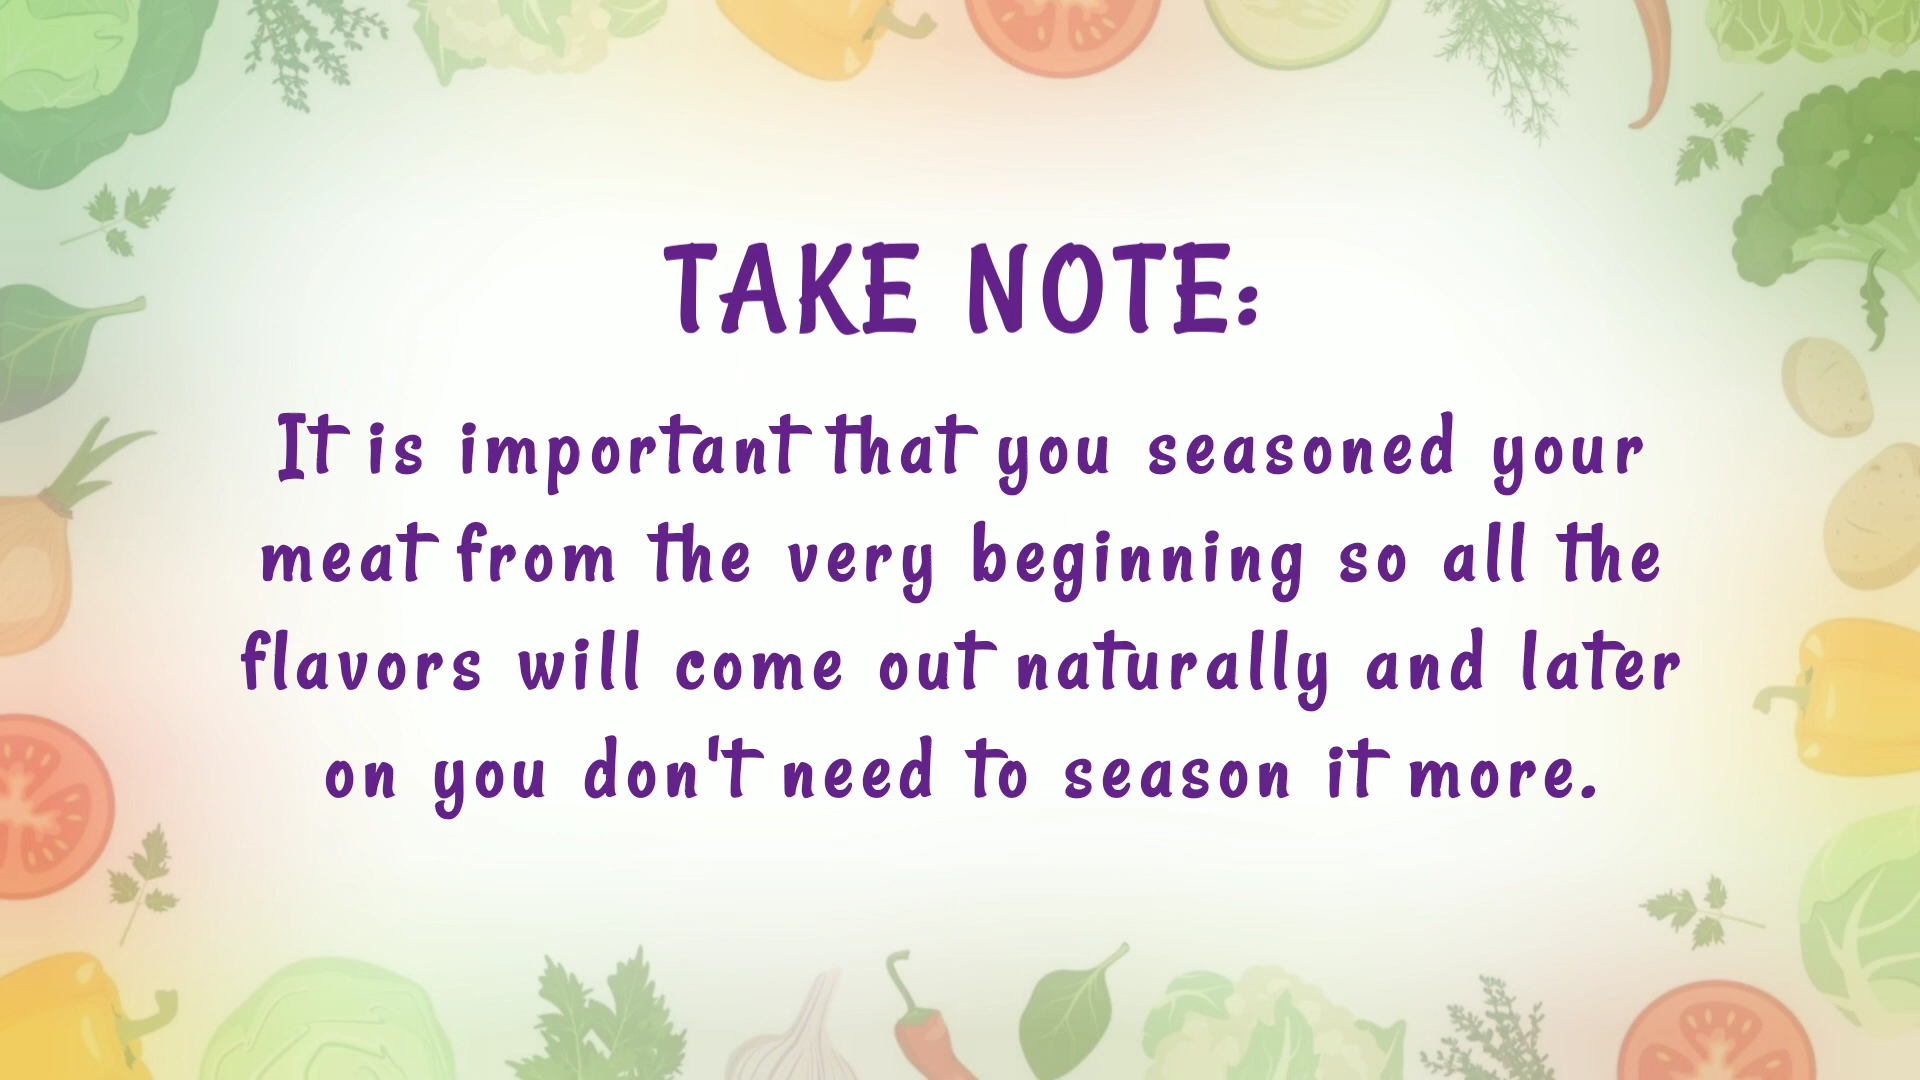 TAKE NOTE:
It is important that you seasoned your
meat from the very beginning so all the
flavors will come out naturally and later
on you don't need to season it more.